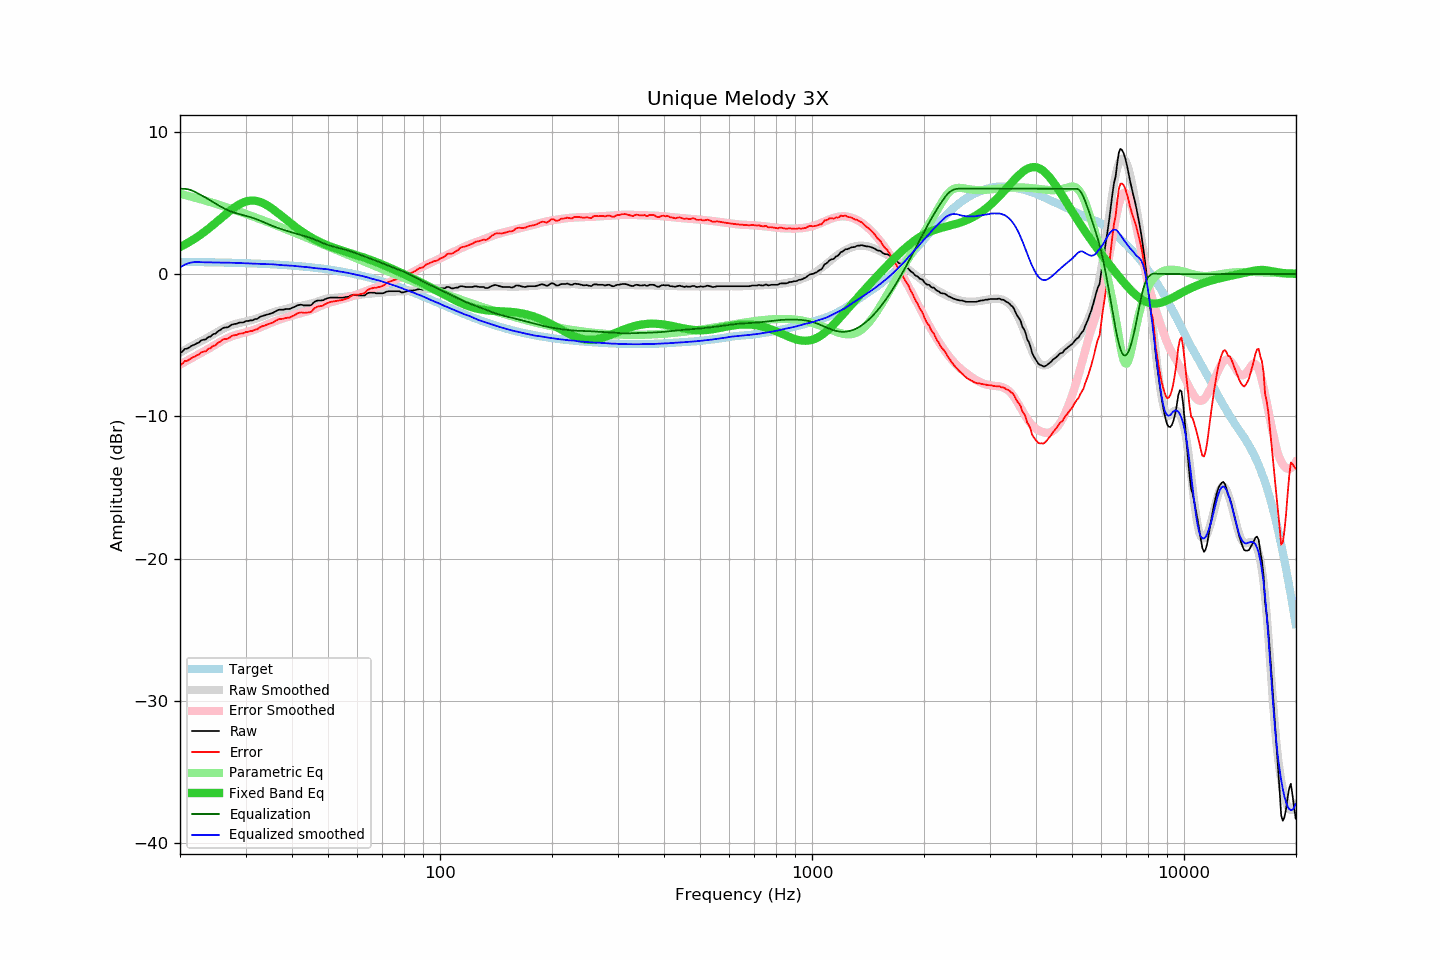 Unique Melody 3X
10
0
−10
−20
−30
−40
Amplitude (dBr)
Target
Raw Smoothed
Error Smoothed
Raw
Error
Parametric Eq
Fixed Band Eq
Equalization
Equalized smoothed
100
1000
10000
Frequency (Hz)